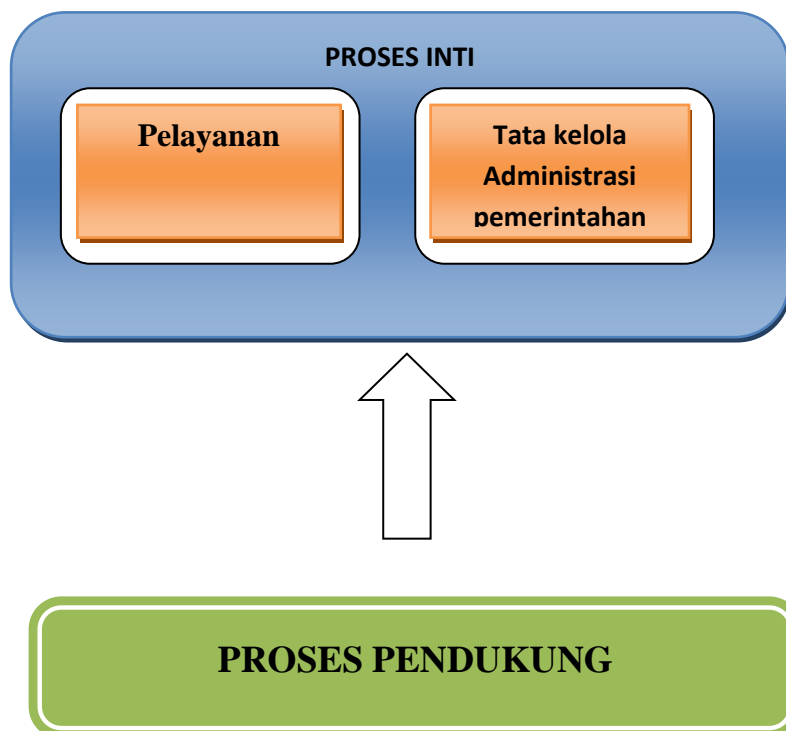 PROSES INTI
Pelayanan
Tata kelola
Administrasi
pemerintahan
PROSES PENDUKUNG